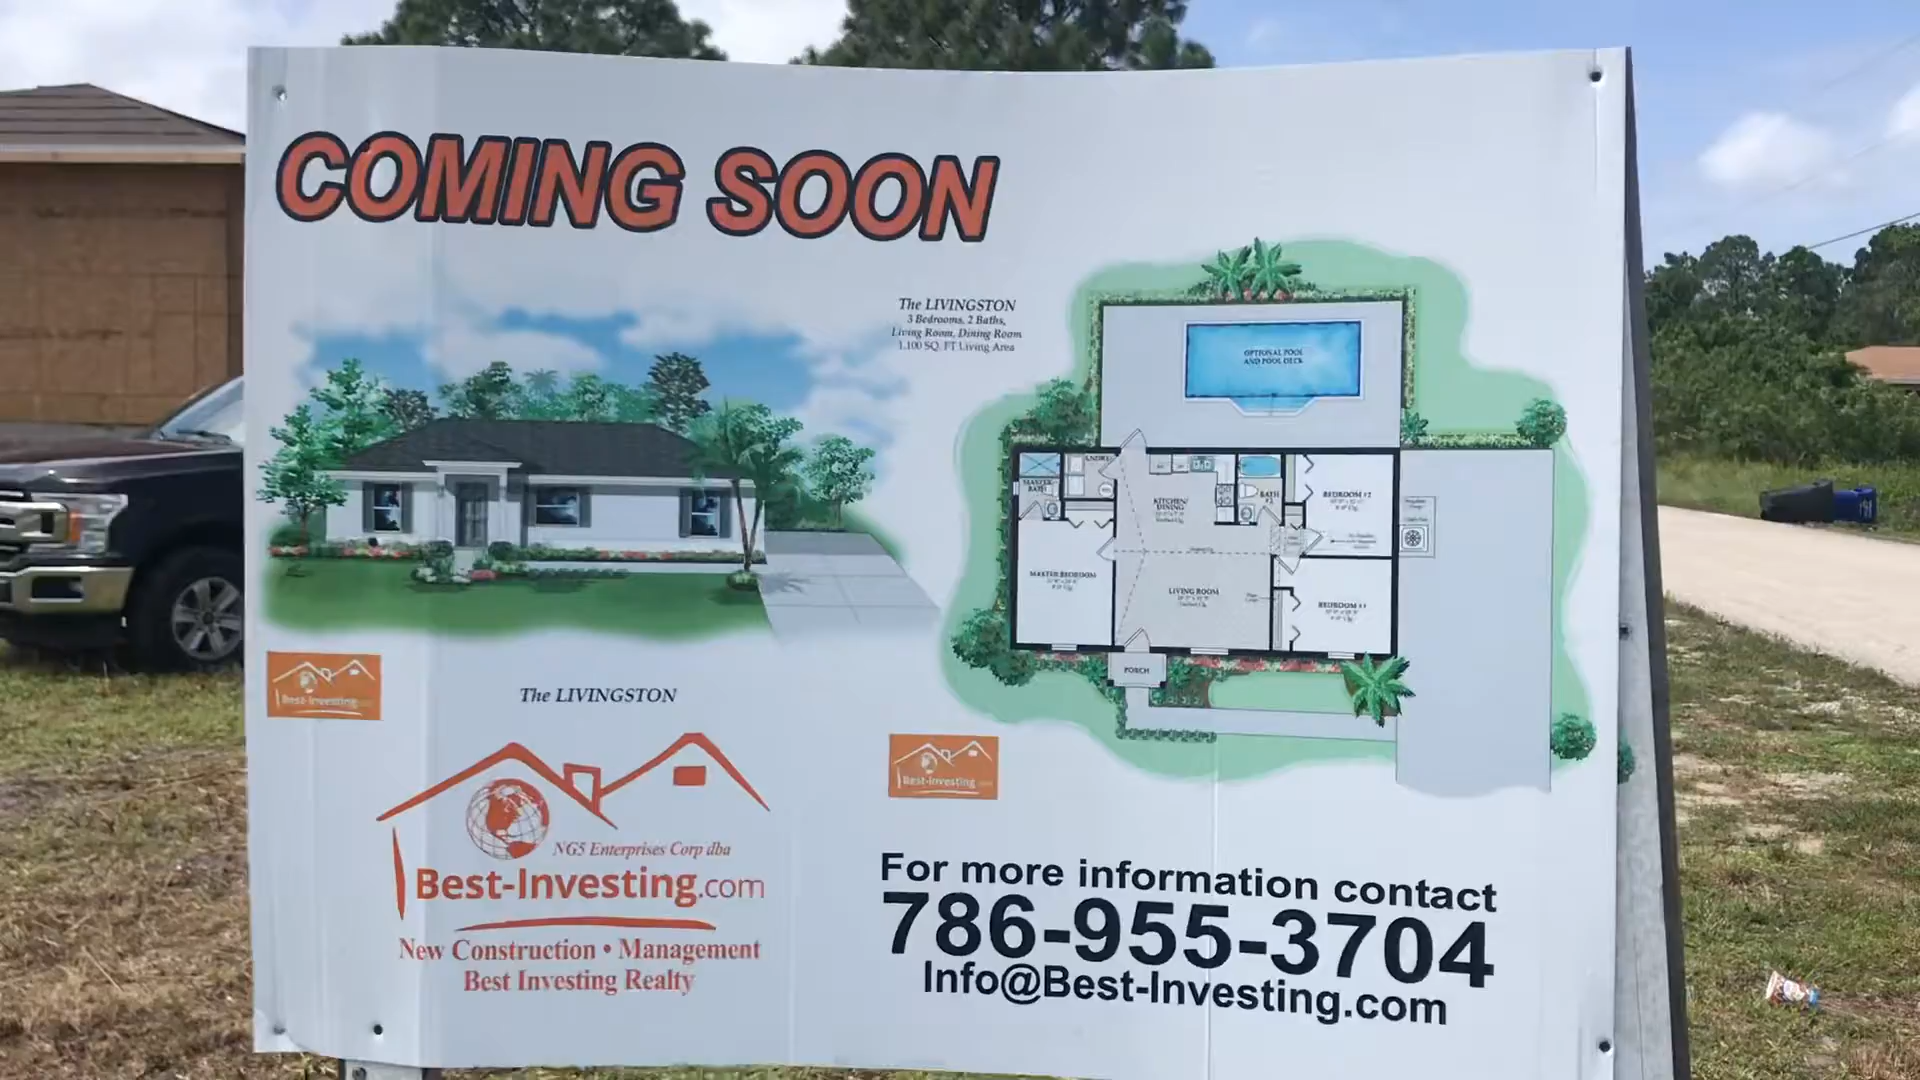 COMING SOON
The LIVINGSTON
3 Bedrooms, 2 Baths,
Living Room, Dining Room
1,100 SQ. FT Living Area
OPTIONAL POOL
AND POOL DECK
MASTER
BATH
KITCHEN/
DINING
BATH
#2
BEDROOM #2
MASTER BEDROOM
LIVING ROOM
BEDROOM #3
PORCH
Best-Investing
The LIVINGSTON
Best-Investing
NG5 Enterprises Corp dba
Best-Investing.com
New Construction • Management
Best Investing Realty
For more information contact
786-955-3704
Info@Best-Investing.com